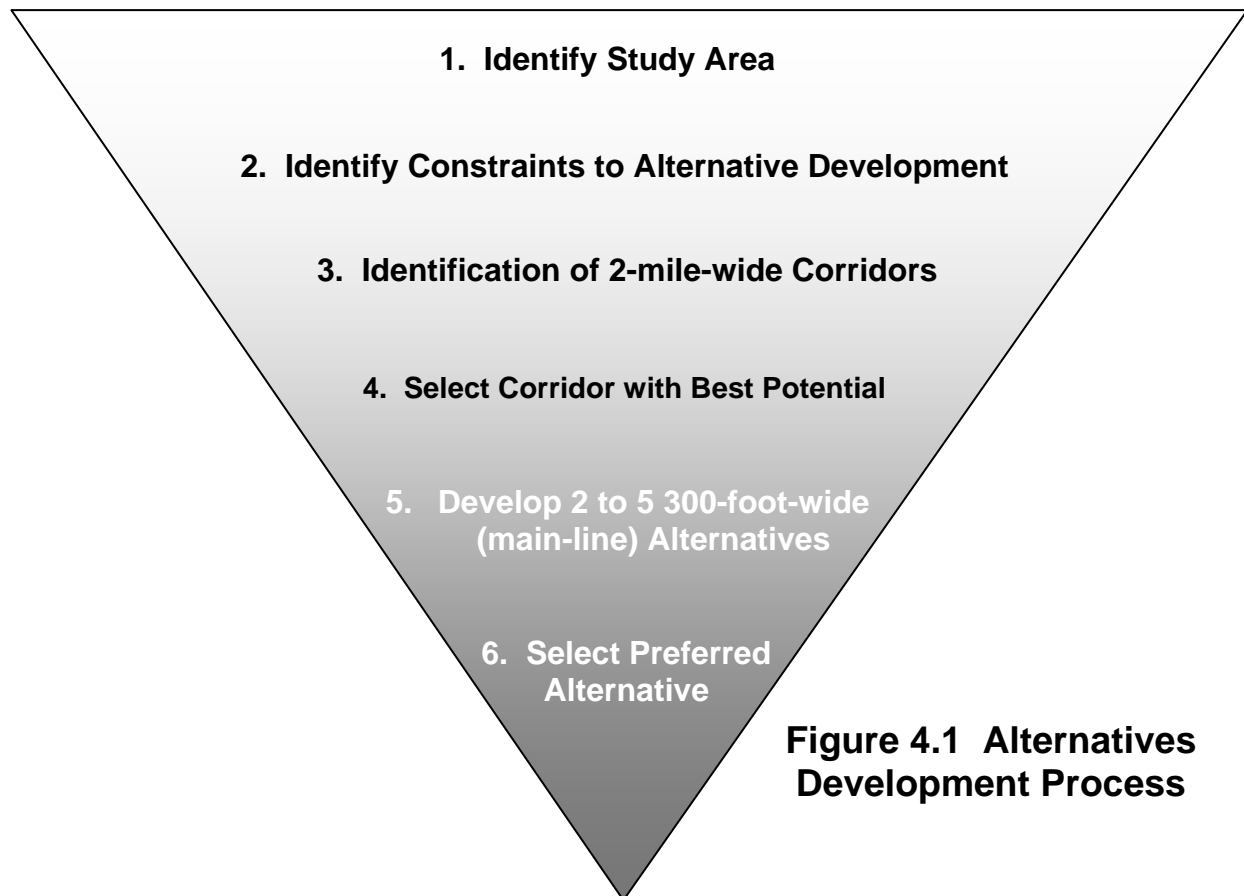 1. Identify Study Area
2. Identify Constraints to Alternative Development
3. Identification of 2-mile-wide Corridors
4. Select Corridor with Best Potential
5. Develop 2 to 5 300-foot-wide
(main-line) Alternatives
6. Select Preferred
Alternative
Figure 4.1 Alternatives
Development Process